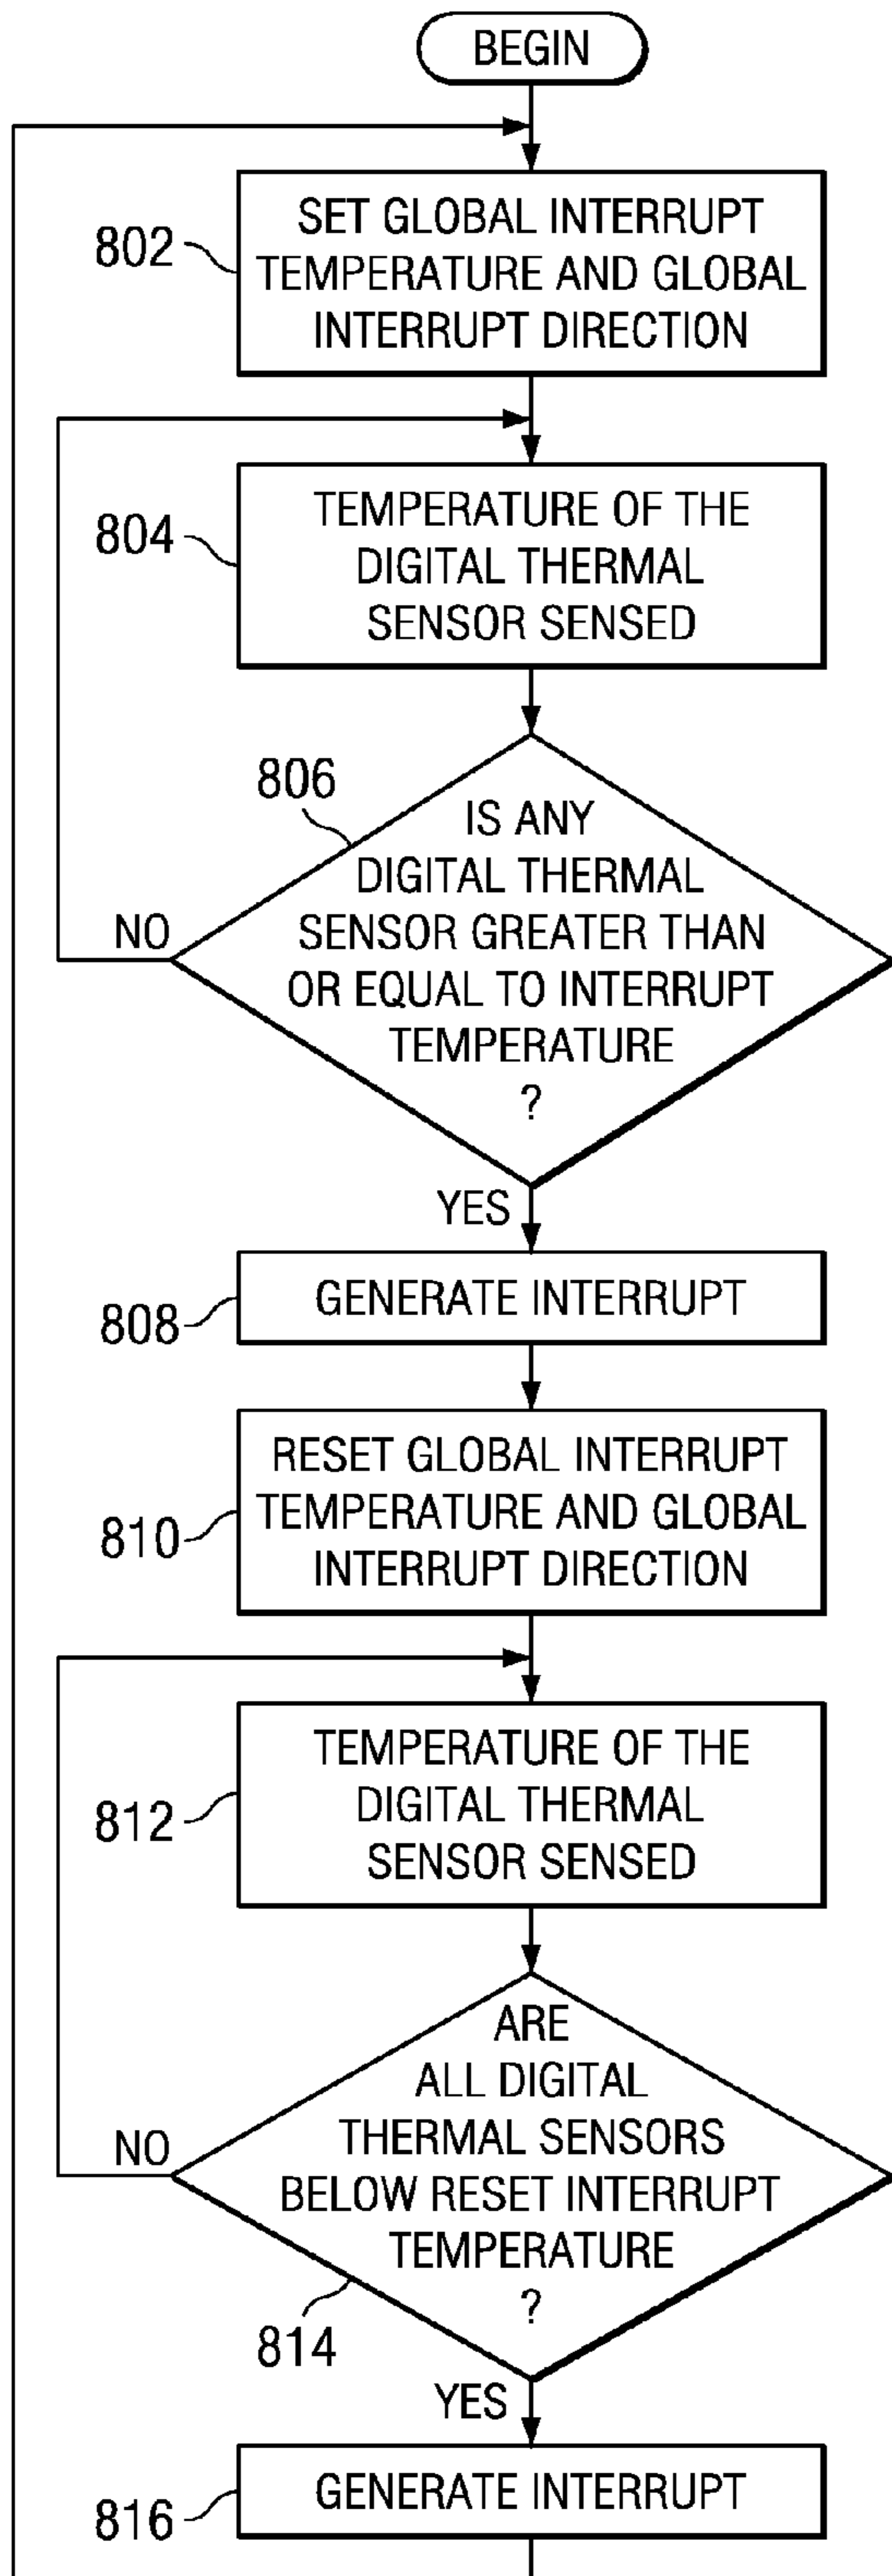 BEGIN
802
SET GLOBAL INTERRUPT
TEMPERATURE AND GLOBAL
INTERRUPT DIRECTION
804
TEMPERATURE OF THE
DIGITAL THERMAL
SENSOR SENSED
806
IS ANY
DIGITAL THERMAL
SENSOR GREATER THAN
OR EQUAL TO INTERRUPT
TEMPERATURE
?
NO
YES
808
GENERATE INTERRUPT
810
RESET GLOBAL INTERRUPT
TEMPERATURE AND GLOBAL
INTERRUPT DIRECTION
812
TEMPERATURE OF THE
DIGITAL THERMAL
SENSOR SENSED
ARE
ALL DIGITAL
THERMAL SENSORS
BELOW RESET INTERRUPT
TEMPERATURE
?
NO
814
YES
816
GENERATE INTERRUPT